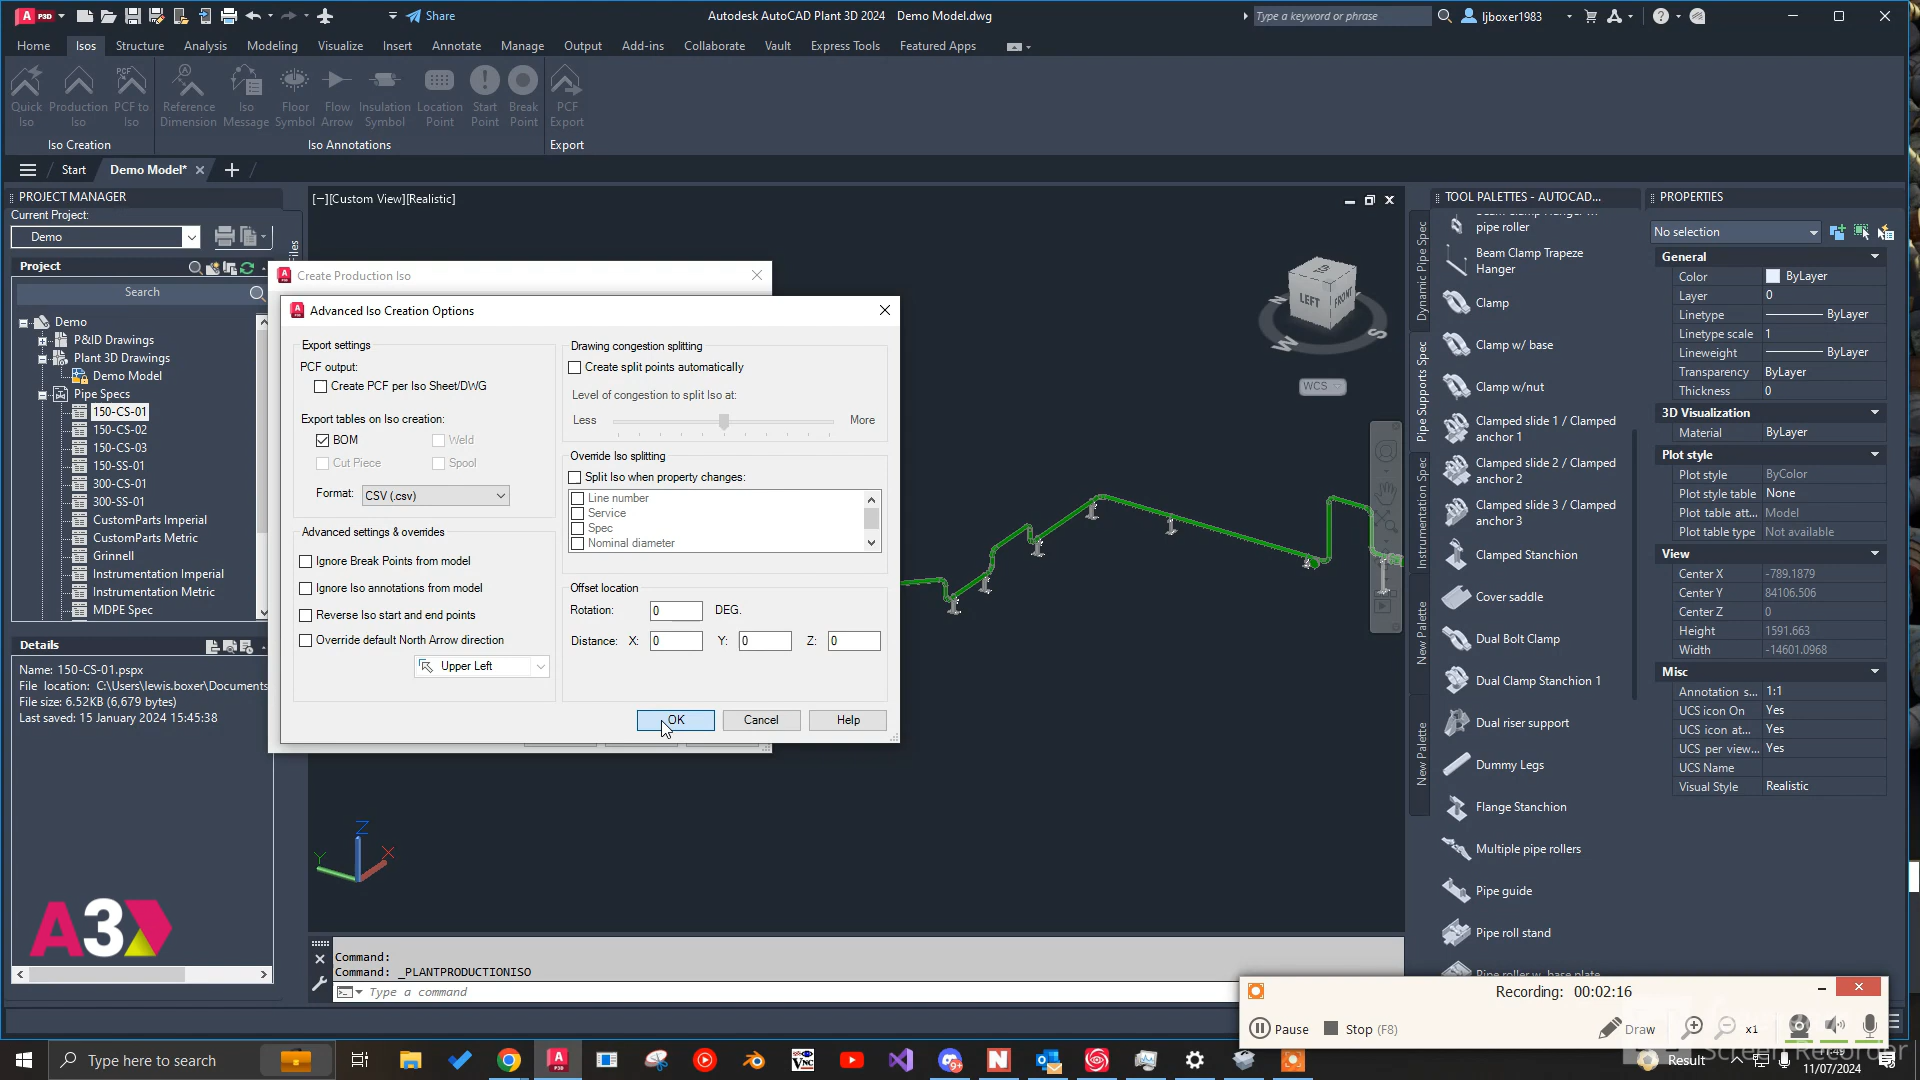 A P3D Share Autodesk AutoCAD Plant 3D 2024 Demo Model.dwg Type a keyword or phrase ljboxer1983
Home Isos Structure Analysis Modeling Visualize Insert Annotate Manage Output Add-ins Collaborate Vault Express Tools Featured Apps
Quick Iso Production Iso PCF to Iso Reference Dimension Iso Message Floor Symbol Flow Arrow Insulation Symbol Location Point Start Point Break Point PCF Export
Iso Creation Iso Annotations Export
Start Demo Model*
PROJECT MANAGER
Current Project:
Demo
Project
Search
Demo
P&ID Drawings
Plant 3D Drawings
Demo Model
Pipe Specs
150-CS-01
150-CS-02
150-CS-03
150-SS-01
300-CS-01
300-SS-01
CustomParts Imperial
CustomParts Metric
Grinnell
Instrumentation Imperial
Instrumentation Metric
MDPE Spec
Details
Name: 150-CS-01.pspx
File location: C:\Users\lewis.boxer\Documents
File size: 6.52KB (6,679 bytes)
Last saved: 15 January 2024 15:45:38
A3
[−][Custom View][Realistic]
Create Production Iso
Advanced Iso Creation Options
Export settings
PCF output:
Create PCF per Iso Sheet/DWG
Export tables on Iso creation:
BOM Weld
Cut Piece Spool
Format: CSV (.csv)
Advanced settings & overrides
Ignore Break Points from model
Ignore Iso annotations from model
Reverse Iso start and end points
Override default North Arrow direction
Upper Left
Drawing congestion splitting
Create split points automatically
Level of congestion to split Iso at:
Less More
Override Iso splitting
Split Iso when property changes:
Line number
Service
Spec
Nominal diameter
Offset location
Rotation: 0 DEG.
Distance: X: 0 Y: 0 Z: 0
OK Cancel Help
LEFT FRONT
W S
WCS
Z
Y X
Command:
Command: _PLANTPRODUCTIONISO
Type a command
TOOL PALETTES - AUTOCAD...
Dynamic Pipe Spec
Pipe Supports Spec
Instrumentation Spec
New Palette
New Palette
pipe roller
Beam Clamp Trapeze
Hanger
Clamp
Clamp w/ base
Clamp w/nut
Clamped slide 1 / Clamped
anchor 1
Clamped slide 2 / Clamped
anchor 2
Clamped slide 3 / Clamped
anchor 3
Clamped Stanchion
Cover saddle
Dual Bolt Clamp
Dual Clamp Stanchion 1
Dual riser support
Dummy Legs
Flange Stanchion
Multiple pipe rollers
Pipe guide
Pipe roll stand
PROPERTIES
No selection
General
Color ByLayer
Layer 0
Linetype ByLayer
Linetype scale 1
Lineweight ByLayer
Transparency ByLayer
Thickness 0
3D Visualization
Material ByLayer
Plot style
Plot style ByColor
Plot style table None
Plot table att... Model
Plot table type Not available
View
Center X -789.1879
Center Y 84106.506
Center Z 0
Height 1591.663
Width -14601.0968
Misc
Annotation s... 1:1
UCS icon On Yes
UCS icon at... Yes
UCS per view... Yes
UCS Name
Visual Style Realistic
Recording: 00:02:16
Pause Stop (F8) Draw x1
Type here to search
Result
11:49
11/07/2024